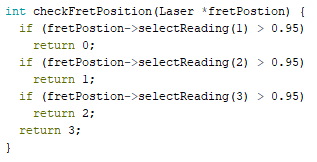 int checkFretPosition(Laser *fretPostion) {
  if (fretPostion->selectReading(1) > 0.95)
    return 0;
  if (fretPostion->selectReading(2) > 0.95)
    return 1;
  if (fretPostion->selectReading(3) > 0.95)
    return 2;
  return 3;
}